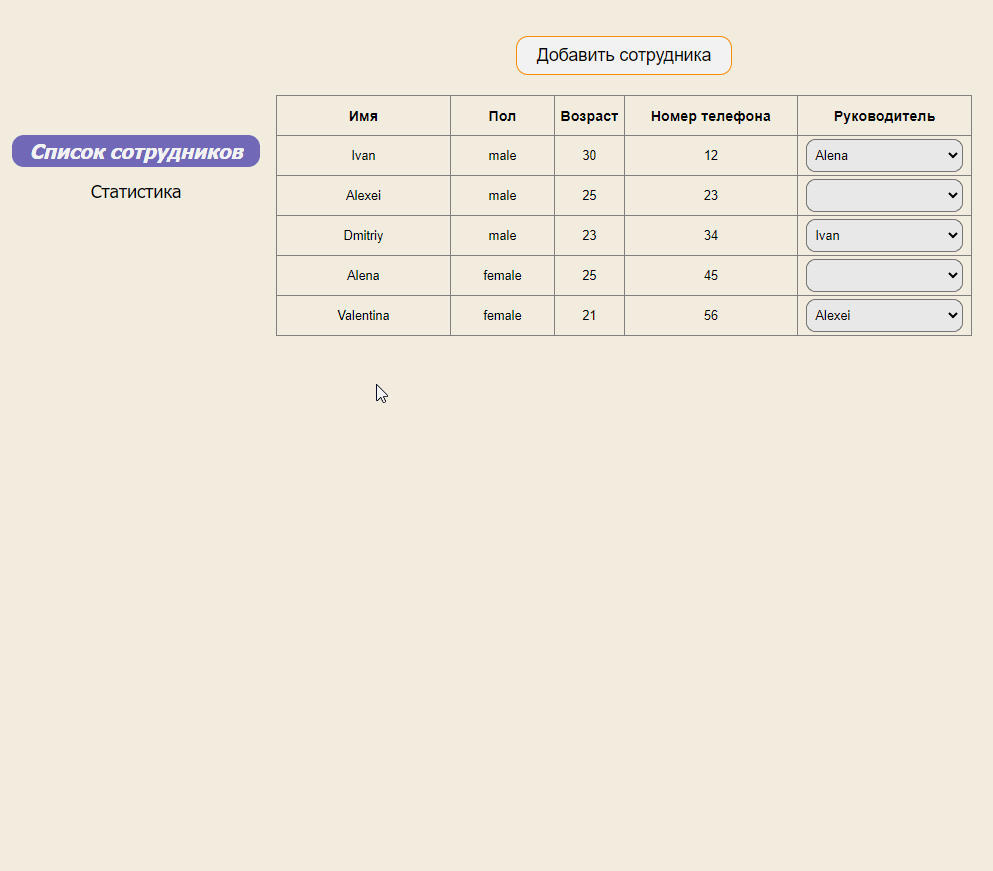 Добавить сотрудника
Список сотрудников
Статистика
Имя Пол Возраст Номер телефона Руководитель
Ivan male 30 12 Alena
Alexei male 25 23
Dmitriy male 23 34 Ivan
Alena female 25 45
Valentina female 21 56 Alexei